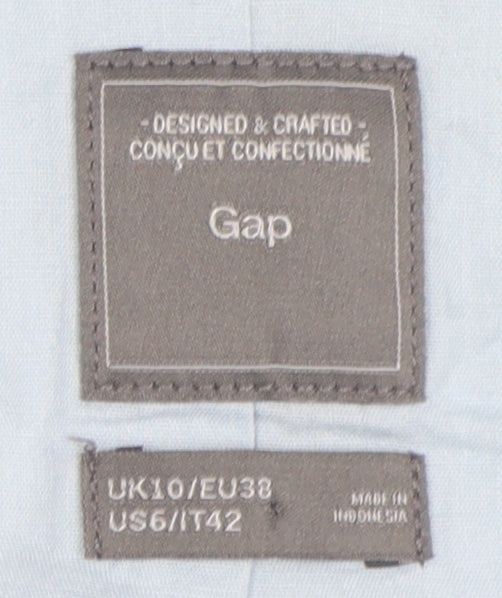 - DESIGNED & CRAFTED -
CONÇU ET CONFECTIONNÉ
Gap
UK10/EU38
US6/IT42
MADE IN
INDONESIA